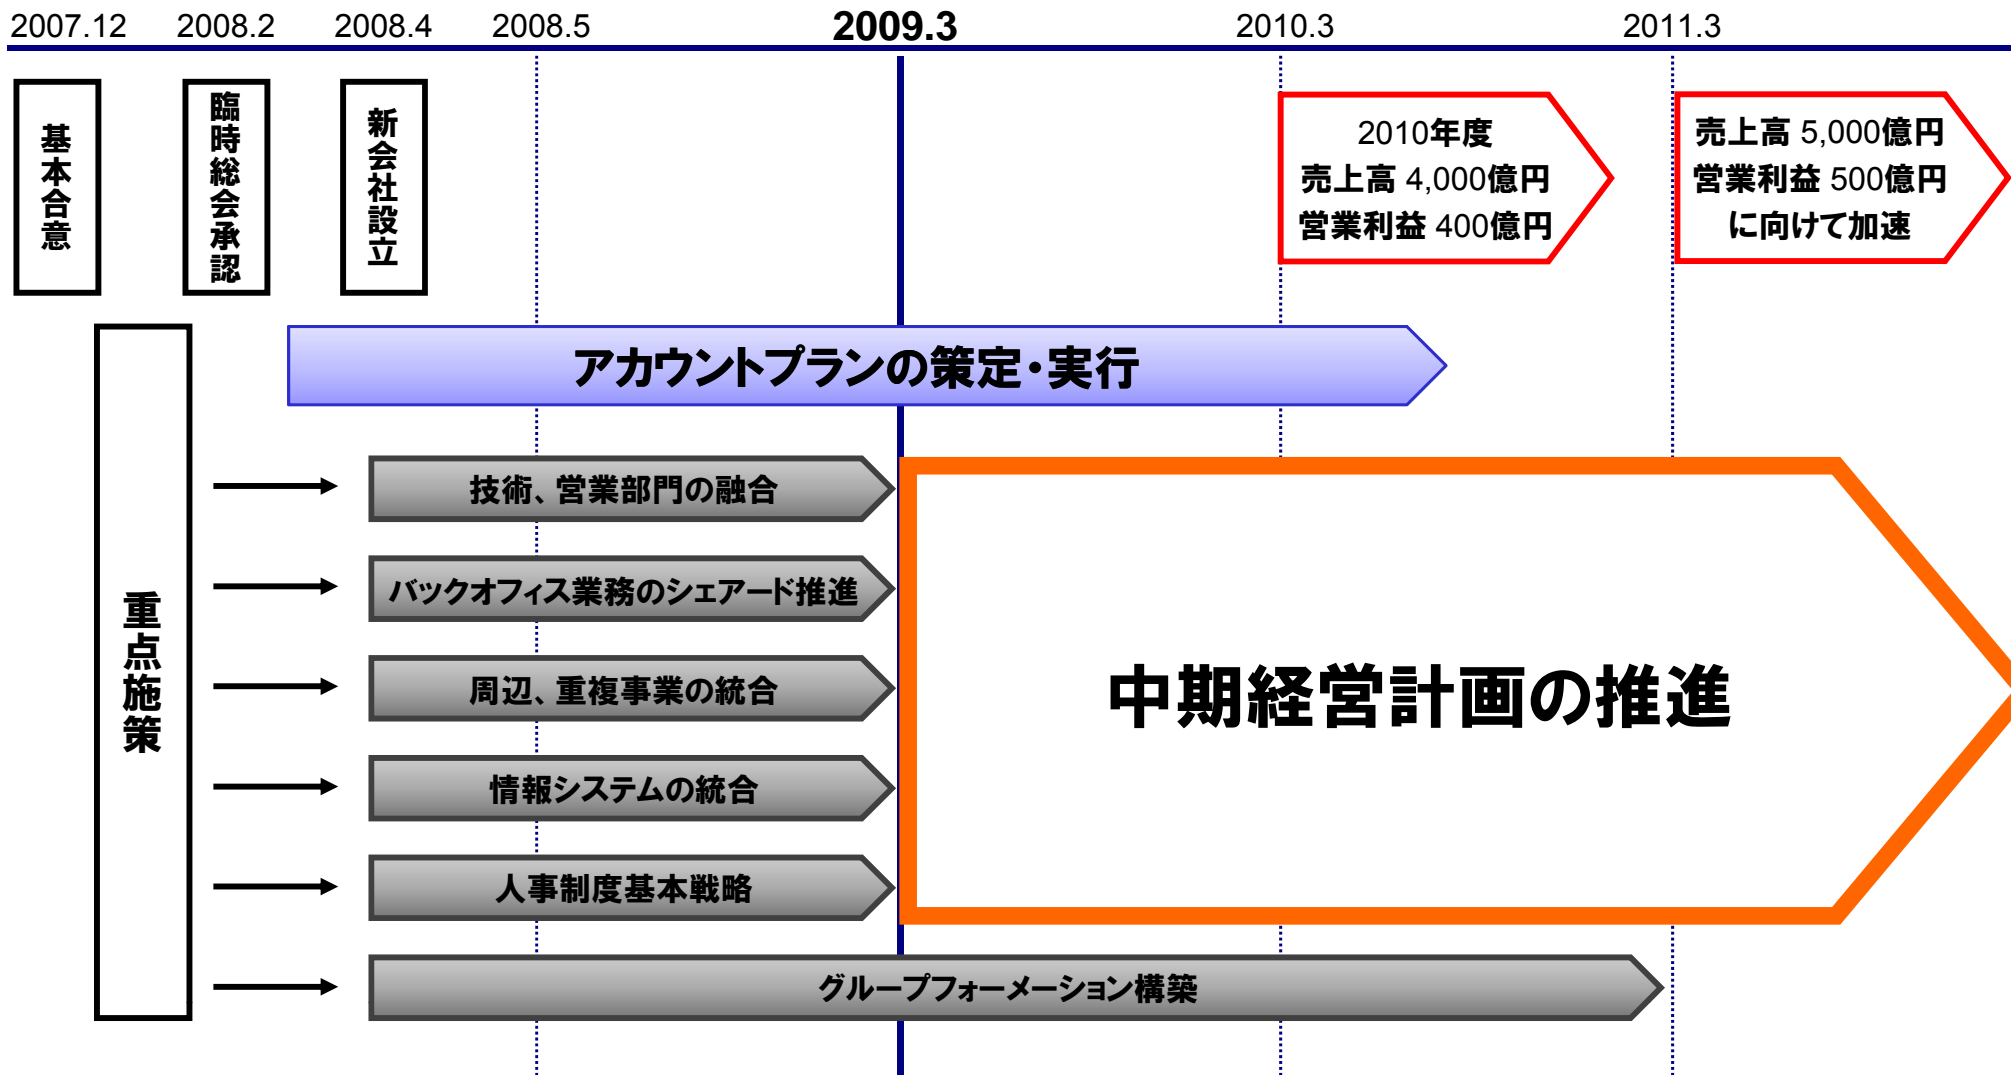 2007.12 2008.2 2008.4 2008.5 2009.3 2010.3 2011.3
基本合意
臨時総会承認
新会社設立
2010年度
売上高 4,000億円
営業利益 400億円
売上高 5,000億円
営業利益 500億円
に向けて加速
アカウントプランの策定・実行
重点施策
技術、営業部門の融合
バックオフィス業務のシェアード推進
周辺、重複事業の統合
情報システムの統合
人事制度基本戦略
グループフォーメーション構築
中期経営計画の推進